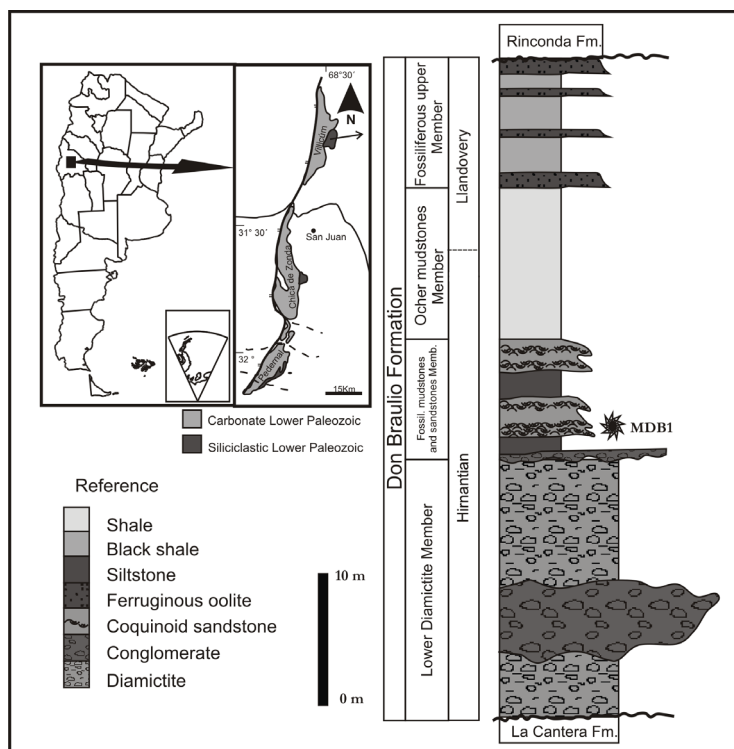 68°30´
N
Villicum
31° 30´
San Juan
Chica de Zonda
32 °
Pedernal
15Km
Carbonate Lower Paleozoic
Siliciclastic Lower Paleozoic
Reference
Shale
Black shale
Siltstone
Ferruginous oolite
Coquinoid sandstone
Conglomerate
Diamictite
10 m
0 m
Don Braulio Formation
Fossiliferous upper
Member
Ocher mudstones
Member
Fossil. mudstones
and sandstones Memb.
Lower Diamictite Member
Llandovery
Hirnantian
Rinconda Fm.
MDB1
La Cantera Fm.